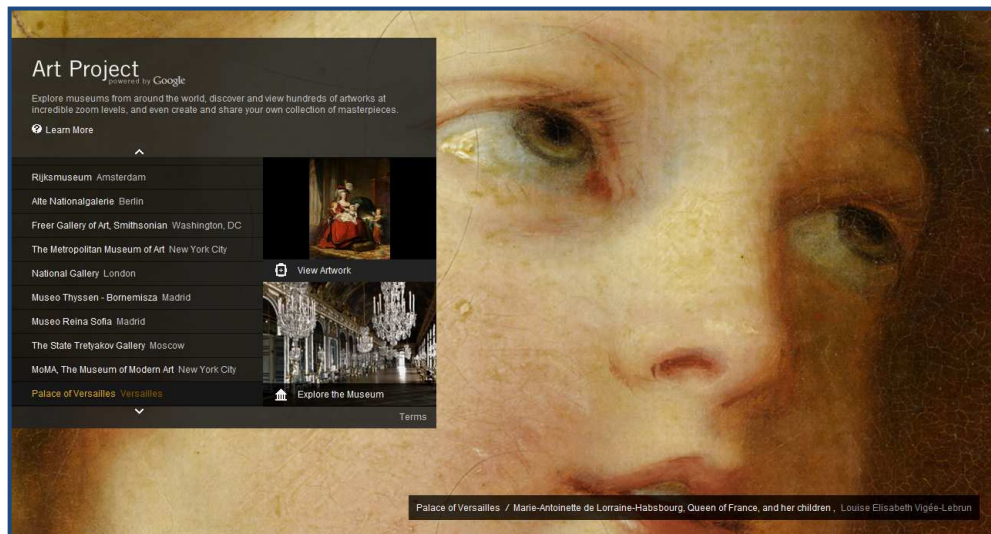 Art Project
powered by Google
Explore museums from around the world, discover and view hundreds of artworks at
incredible zoom levels, and even create and share your own collection of masterpieces.
Learn More
Rijksmuseum Amsterdam
Alte Nationalgalerie Berlin
Freer Gallery of Art, Smithsonian Washington, DC
The Metropolitan Museum of Art New York City
National Gallery London
Museo Thyssen - Bornemisza Madrid
Museo Reina Sofia Madrid
The State Tretyakov Gallery Moscow
MoMA, The Museum of Modern Art New York City
Palace of Versailles Versailles
View Artwork
Explore the Museum
Terms
Palace of Versailles / Marie-Antoinette de Lorraine-Habsbourg, Queen of France, and her children , Louise Elisabeth Vigée-Lebrun